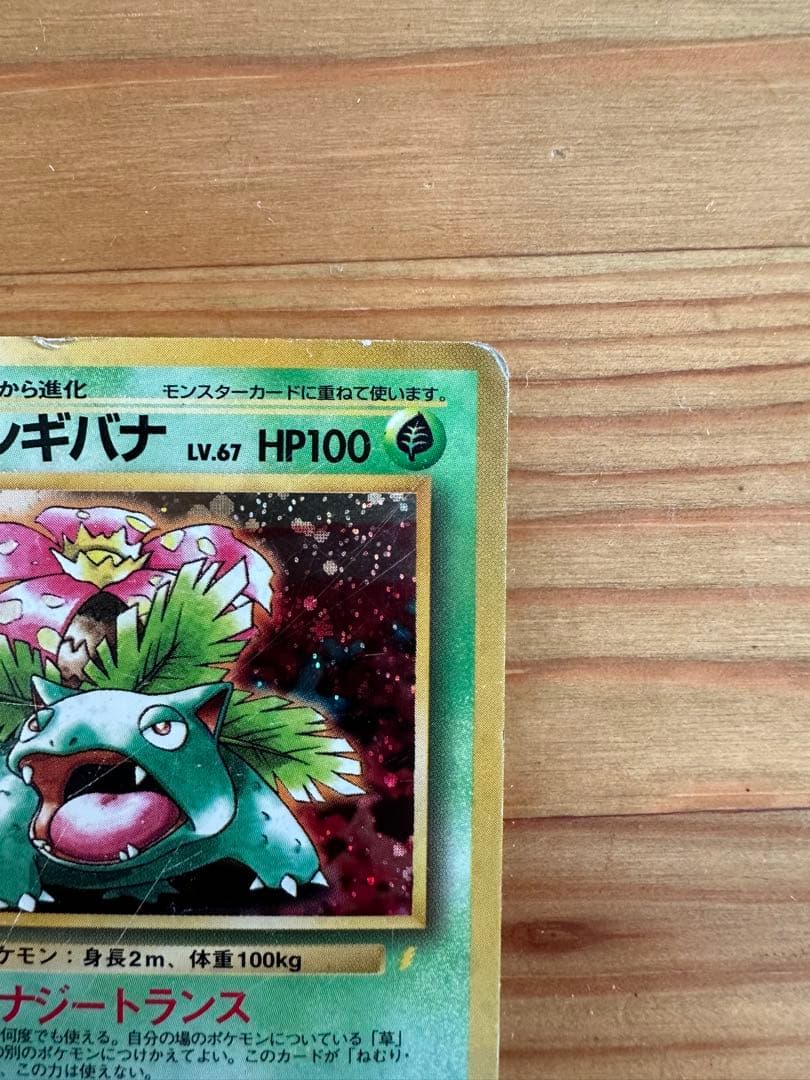 から進化 モンスターカードに重ねて使います。
ギバナ LV.67 HP100
ケモン：身長2m、体重100kg
ナジートランス
何度でも使える。自分の場のポケモンについている「草」
の別のポケモンにつけかえてよい。このカードが「ねむり・
、この力は使えない。